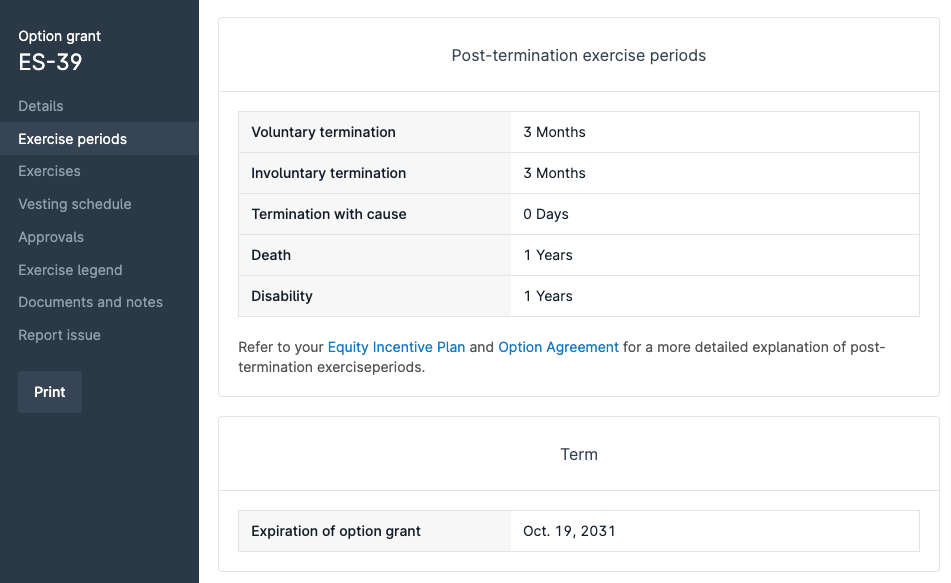 Option grant
ES-39
Details
Exercise periods
Exercises
Vesting schedule
Approvals
Exercise legend
Documents and notes
Report issue
Print
Post-termination exercise periods
Voluntary termination 3 Months
Involuntary termination 3 Months
Termination with cause 0 Days
Death 1 Years
Disability 1 Years
Refer to your Equity Incentive Plan and Option Agreement for a more detailed explanation of post-
termination exerciseperiods.
Term
Expiration of option grant Oct. 19, 2031